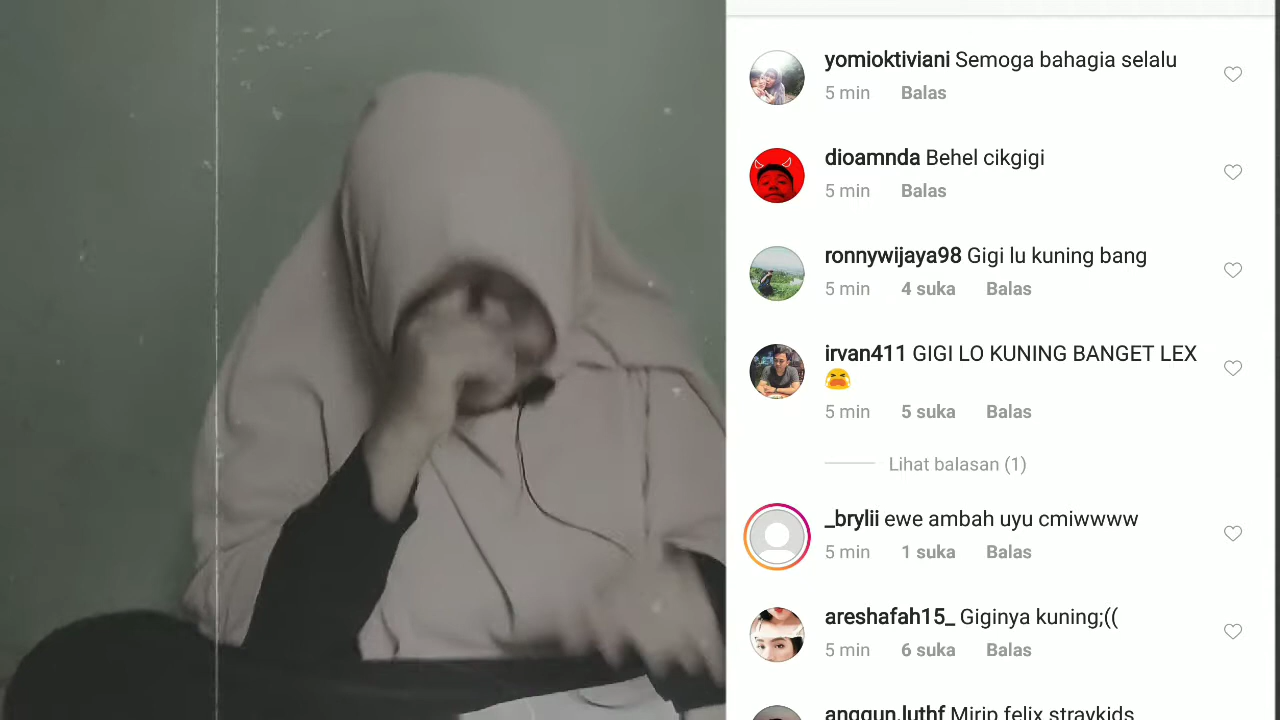 yomioktiviani Semoga bahagia selalu
5 min Balas
dioamnda Behel cikgigi
5 min Balas
ronnywijaya98 Gigi lu kuning bang
5 min 4 suka Balas
irvan411 GIGI LO KUNING BANGET LEX
😫
5 min 5 suka Balas
Lihat balasan (1)
_brylii ewe ambah uyu cmiwwww
5 min 1 suka Balas
areshafah15_ Giginya kuning;((
5 min 6 suka Balas
anggun.luthf Mirip felix straykids